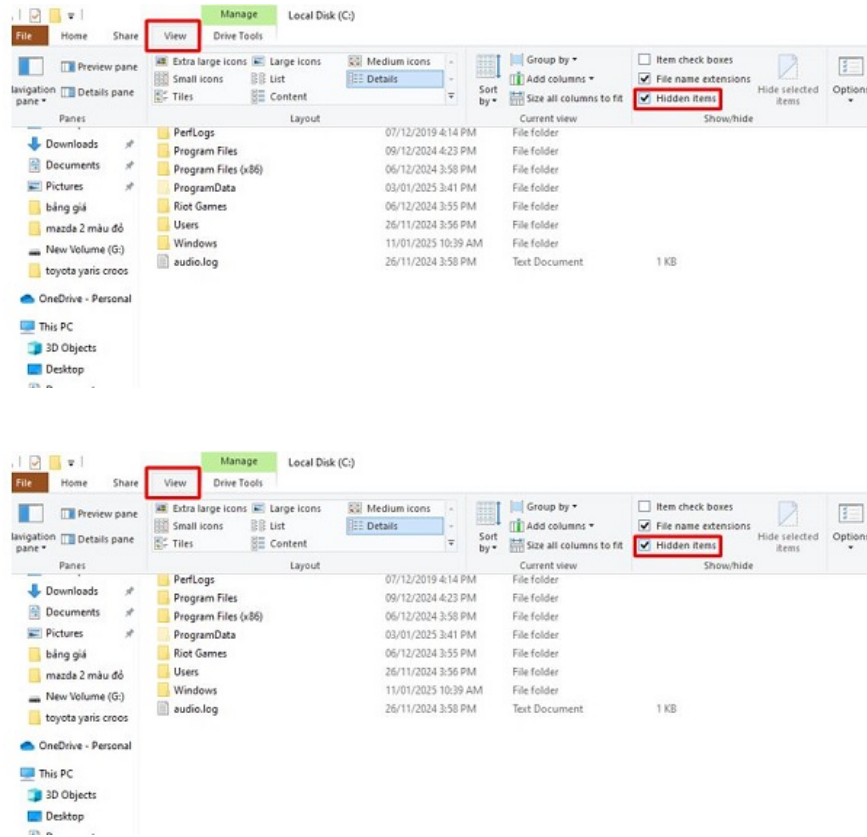 Manage Local Disk (C:)
File Home Share View Drive Tools
Preview pane Extra large icons Large icons Medium icons Group by Item check boxes
Small icons List Details Add columns File name extensions
Navigation pane Details pane Tiles Content Sort by Size all columns to fit Hidden items Hide selected items Options
Panes Layout Current view Show/hide
PerfLogs 07/12/2019 4:14 PM File folder
Downloads Program Files 09/12/2024 4:23 PM File folder
Documents Program Files (x86) 06/12/2024 3:58 PM File folder
Pictures ProgramData 03/01/2025 3:41 PM File folder
bảng giá Riot Games 06/12/2024 3:55 PM File folder
mazda 2 màu đỏ Users 26/11/2024 3:56 PM File folder
New Volume (G:) Windows 11/01/2025 10:39 AM File folder
toyota yaris croos audio.log 26/11/2024 3:58 PM Text Document 1 KB
OneDrive - Personal
This PC
3D Objects
Desktop
Manage Local Disk (C:)
File Home Share View Drive Tools
Preview pane Extra large icons Large icons Medium icons Group by Item check boxes
Small icons List Details Add columns File name extensions
Navigation pane Details pane Tiles Content Sort by Size all columns to fit Hidden items Hide selected items Options
Panes Layout Current view Show/hide
PerfLogs 07/12/2019 4:14 PM File folder
Downloads Program Files 09/12/2024 4:23 PM File folder
Documents Program Files (x86) 06/12/2024 3:58 PM File folder
Pictures ProgramData 03/01/2025 3:41 PM File folder
bảng giá Riot Games 06/12/2024 3:55 PM File folder
mazda 2 màu đỏ Users 26/11/2024 3:56 PM File folder
New Volume (G:) Windows 11/01/2025 10:39 AM File folder
toyota yaris croos audio.log 26/11/2024 3:58 PM Text Document 1 KB
OneDrive - Personal
This PC
3D Objects
Desktop